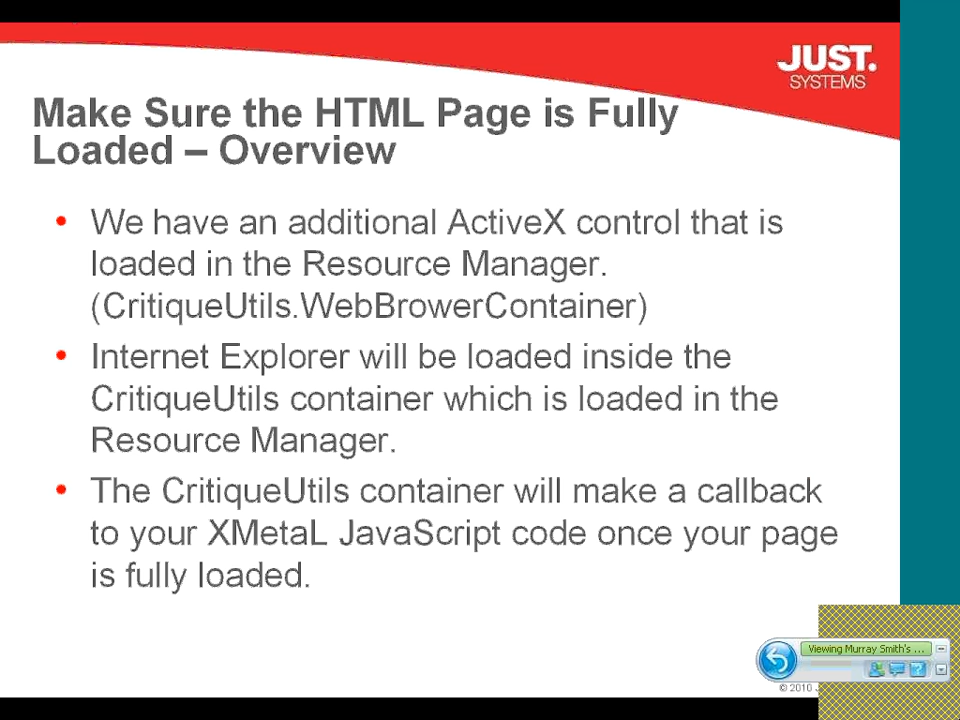 JUST.
SYSTEMS
Make Sure the HTML Page is Fully
Loaded – Overview
• We have an additional ActiveX control that is
loaded in the Resource Manager.
(CritiqueUtils.WebBrowerContainer)
• Internet Explorer will be loaded inside the
CritiqueUtils container which is loaded in the
Resource Manager.
• The CritiqueUtils container will make a callback
to your XMetaL JavaScript code once your page
is fully loaded.
Viewing Murray Smith's ...
© 2010